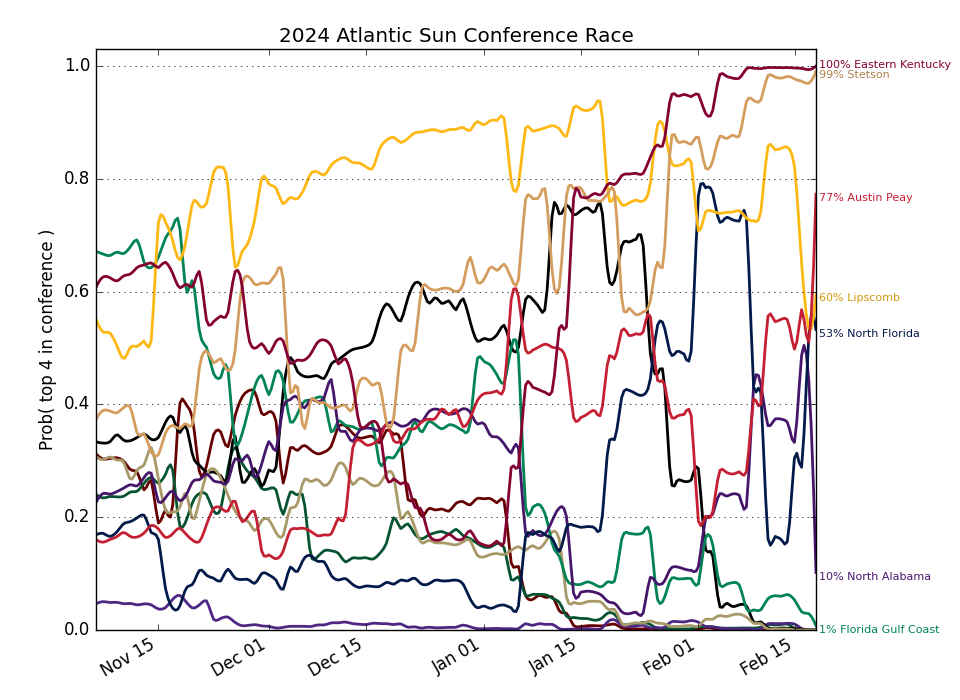 2024 Atlantic Sun Conference Race
Prob( top 4 in conference )
1.0
0.8
0.6
0.4
0.2
0.0
Nov 15
Dec 01
Dec 15
Jan 01
Jan 15
Feb 01
Feb 15
100% Eastern Kentucky
99% Stetson
77% Austin Peay
60% Lipscomb
53% North Florida
10% North Alabama
1% Florida Gulf Coast